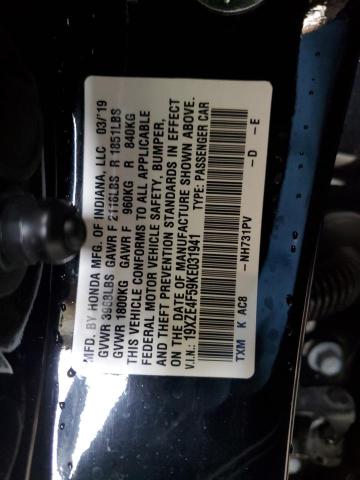 MFG. BY HONDA MFG. OF INDIANA, LLC 03/19
GVWR 3968LBS GAWR F 2116LBS R 1851LBS
GVWR 1800KG GAWR F 960KG R 840KG
THIS VEHICLE CONFORMS TO ALL APPLICABLE
FEDERAL MOTOR VEHICLE SAFETY, BUMPER,
AND THEFT PREVENTION STANDARDS IN EFFECT
ON THE DATE OF MANUFACTURE SHOWN ABOVE.
V.I.N.: 19XZE4F59KE031941 TYPE: PASSENGER CAR
-NH731PV -D -E
TXM K AC8